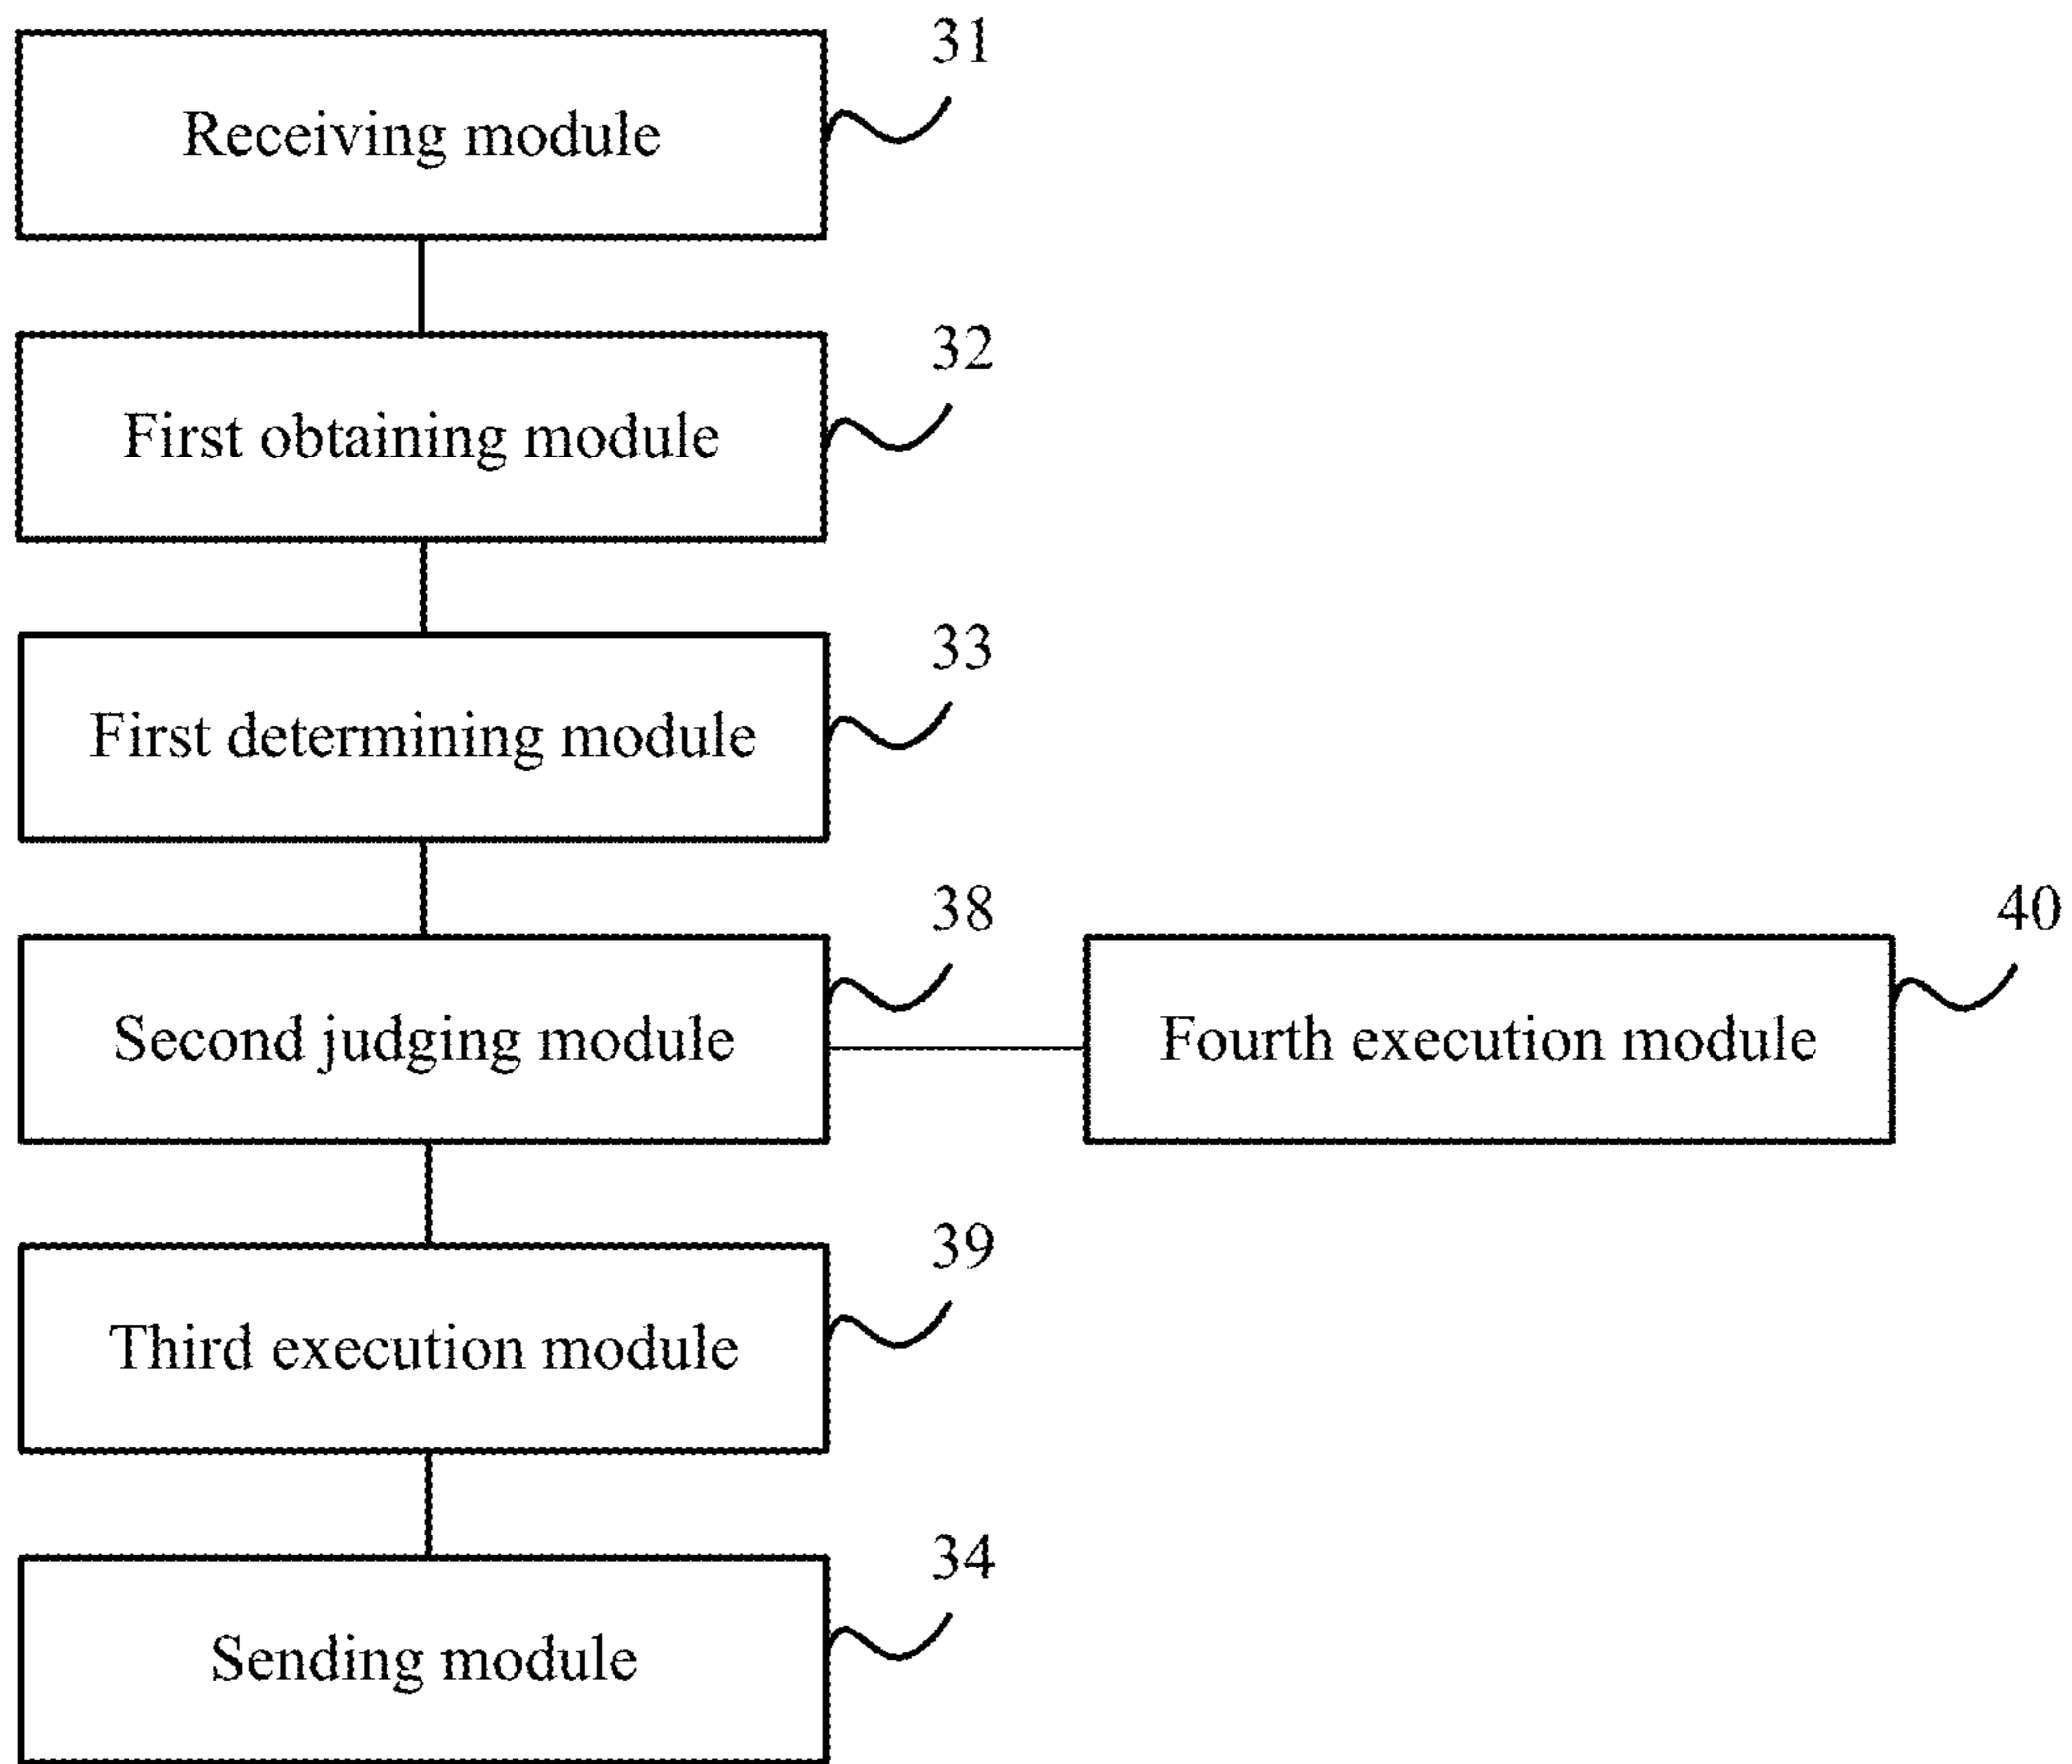 31
Receiving module
32
First obtaining module
33
First determining module
38
40
Second judging module
Fourth execution module
39
Third execution module
34
Sending module